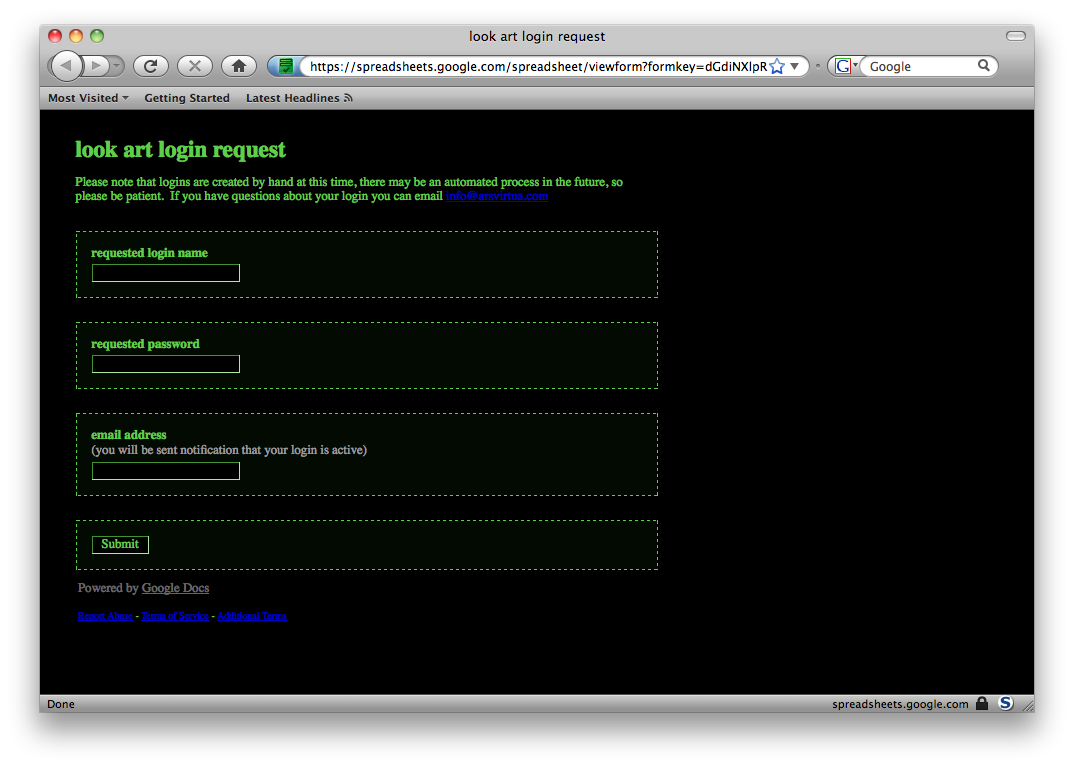 look art login request
https://spreadsheets.google.com/spreadsheet/viewform?formkey=dGdiNXlpR
Google
Most Visited Getting Started Latest Headlines
look art login request
Please note that logins are created by hand at this time, there may be an automated process in the future, so
please be patient. If you have questions about your login you can email info@arsvirtua.com
requested login name
requested password
email address
(you will be sent notification that your login is active)
Submit
Powered by Google Docs
Report Abuse - Terms of Service - Additional Terms
Done
spreadsheets.google.com